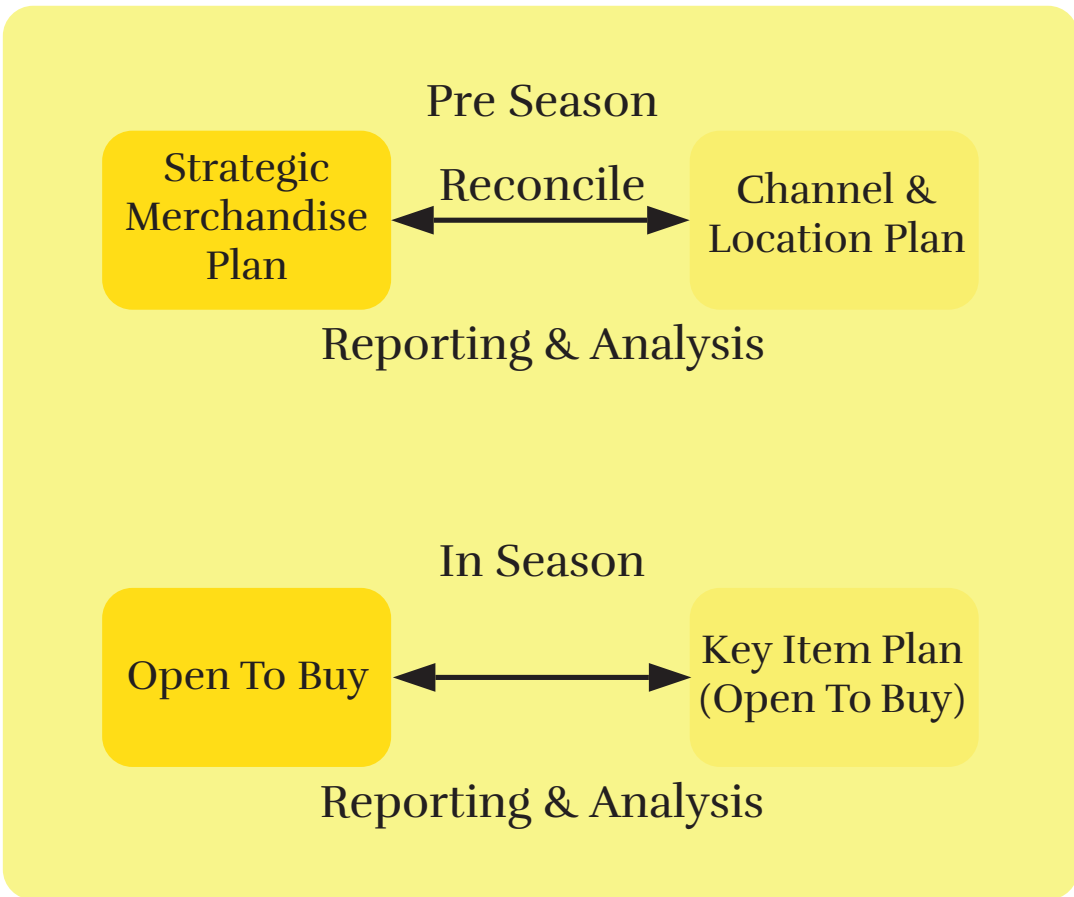 Pre Season
Strategic
Merchandise
Plan
Reconcile
Channel &
Location Plan
Reporting & Analysis
In Season
Open To Buy
Key Item Plan
(Open To Buy)
Reporting & Analysis